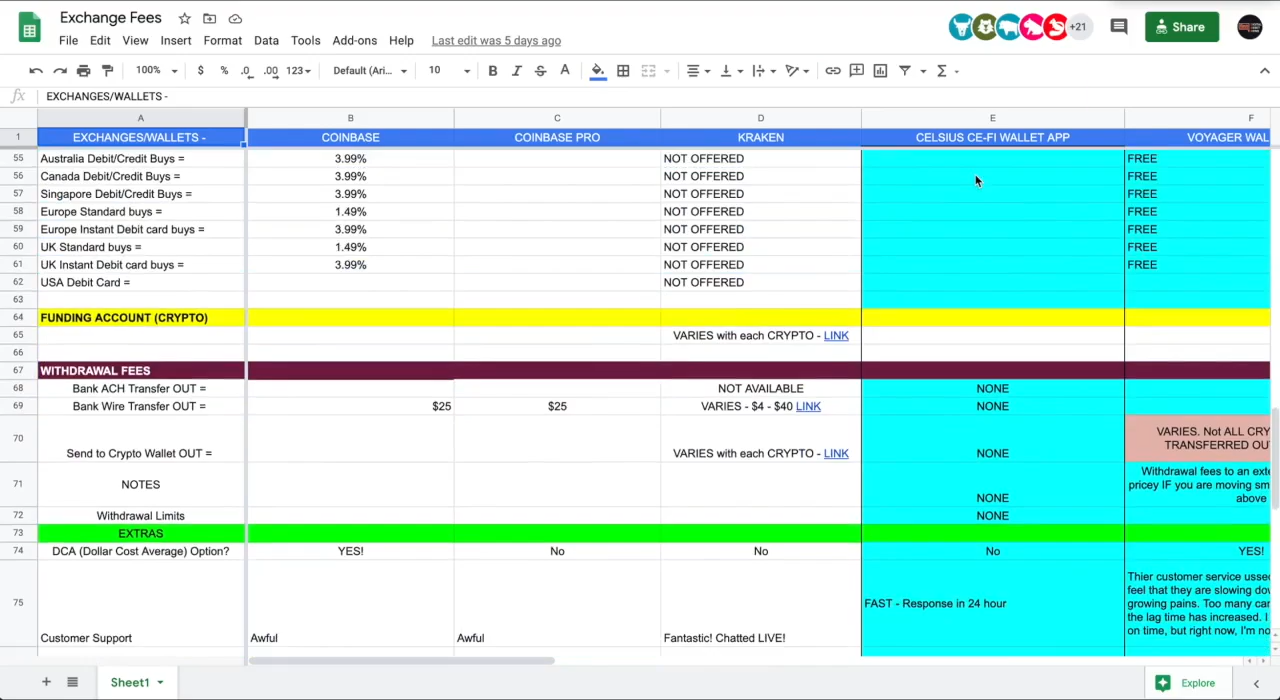 Exchange Fees
File Edit View Insert Format Data Tools Add-ons Help Last edit was 5 days ago
+21
Share
100% $ % .0 .00 123 Default (Ari... 10 B I S A
fx EXCHANGES/WALLETS -
A B C D E F
1 EXCHANGES/WALLETS - COINBASE COINBASE PRO KRAKEN CELSIUS CE-FI WALLET APP VOYAGER WAL
55 Australia Debit/Credit Buys = 3.99% NOT OFFERED FREE
56 Canada Debit/Credit Buys = 3.99% NOT OFFERED FREE
57 Singapore Debit/Credit Buys = 3.99% NOT OFFERED FREE
58 Europe Standard buys = 1.49% NOT OFFERED FREE
59 Europe Instant Debit card buys = 3.99% NOT OFFERED FREE
60 UK Standard buys = 1.49% NOT OFFERED FREE
61 UK Instant Debit card buys = 3.99% NOT OFFERED FREE
62 USA Debit Card = NOT OFFERED
63
64 FUNDING ACCOUNT (CRYPTO)
65 VARIES with each CRYPTO - LINK
66
67 WITHDRAWAL FEES
68 Bank ACH Transfer OUT = NOT AVAILABLE NONE
69 Bank Wire Transfer OUT = $25 $25 VARIES - $4 - $40 LINK NONE
70 Send to Crypto Wallet OUT = VARIES with each CRYPTO - LINK NONE
VARIES. Not ALL CRY
TRANSFERRED OU
71 NOTES NONE
Withdrawal fees to an exte
pricey IF you are moving sm
above
72 Withdrawal Limits NONE
73 EXTRAS
74 DCA (Dollar Cost Average) Option? YES! No No No YES!
75 Customer Support Awful Awful Fantastic! Chatted LIVE! FAST - Response in 24 hour
Thier customer service usse
feel that they are slowing dov
growing pains. Too many car
the lag time has increased. I
on time, but right now, I'm no
Sheet1
Explore